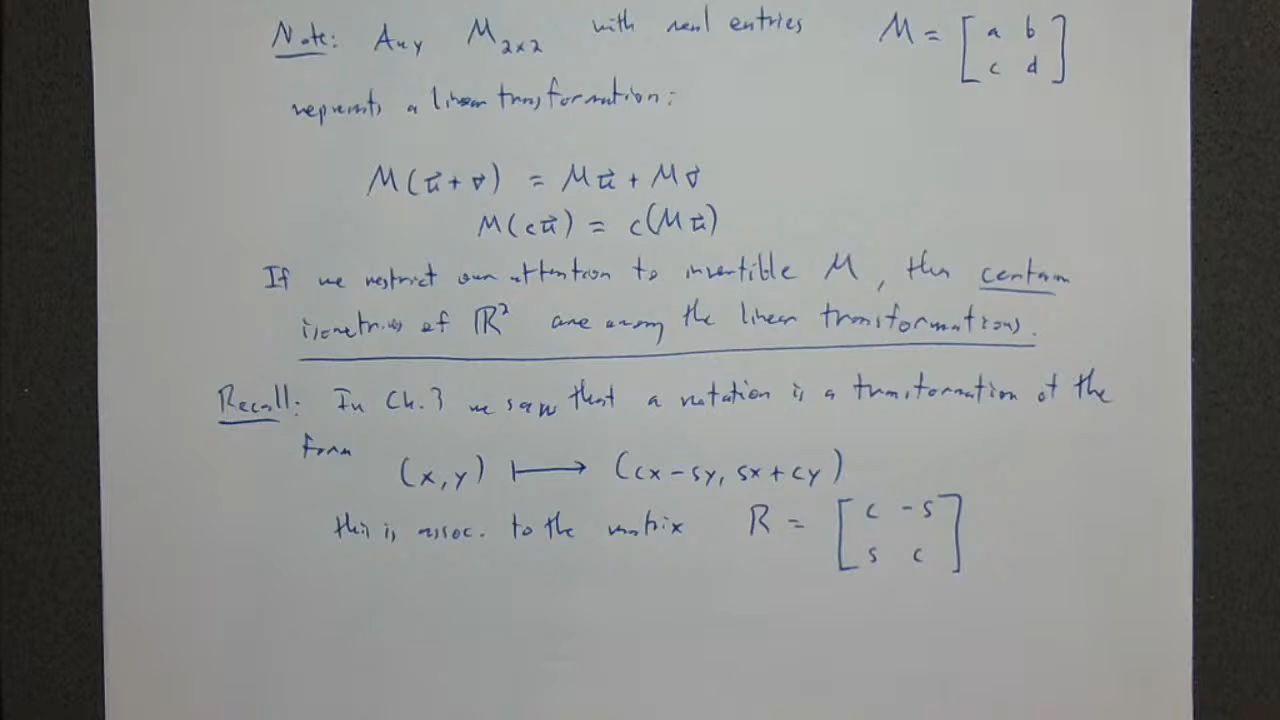 Note: Any M₂ₓ₂ with real entries M = [a b
c d]
represents a linear transformation:
M(u⃗ + v⃗) = Mu⃗ + Mv⃗
M(cu⃗) = c(Mu⃗)
If we restrict our attention to invertible M, then certain
isometries of ℝ² are among the linear transformations.
Recall: In Ch. 3 we saw that a rotation is a transformation of the
form
(x, y) ⟼ (cx - sy, sx + cy)
this is assoc. to the matrix R = [c -s
s c]